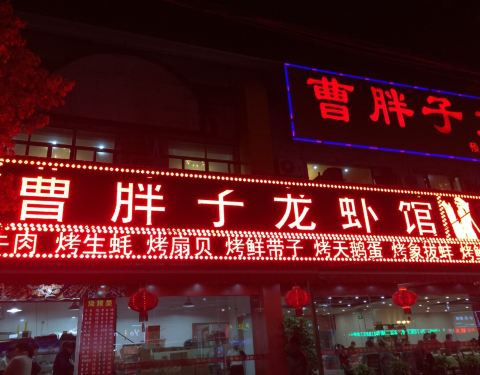 曹胖子
曹胖子龙虾馆
牛肉 烤生蚝 烤扇贝 烤鲜带子 烤天鹅蛋 烤象拔蚌 烤